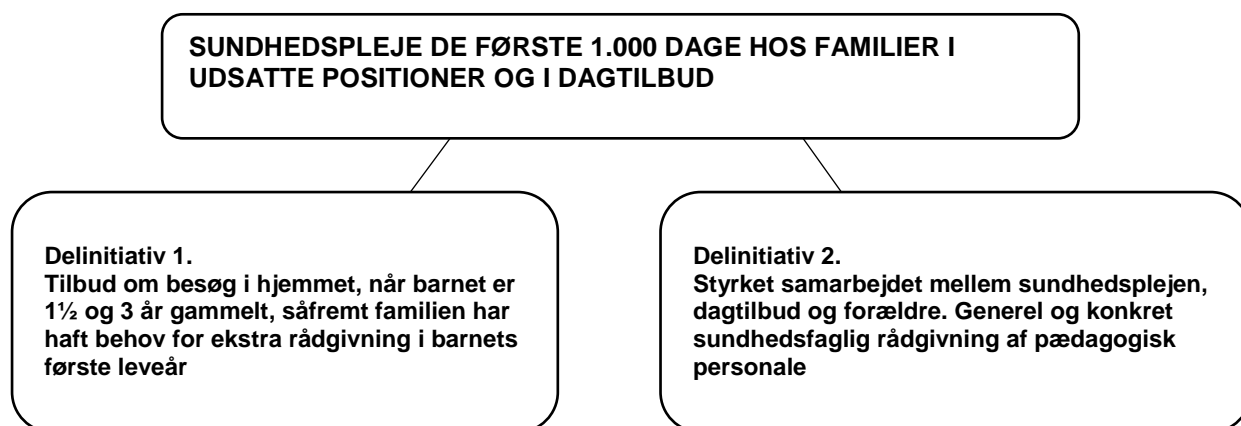 SUNDHEDSPLEJE DE FØRSTE 1.000 DAGE HOS FAMILIER I
UDSATTE POSITIONER OG I DAGTILBUD
Delinitiativ 1.
Tilbud om besøg i hjemmet, når barnet er
1½ og 3 år gammelt, såfremt familien har
haft behov for ekstra rådgivning i barnets
første leveår
Delinitiativ 2.
Styrket samarbejdet mellem sundhedsplejen,
dagtilbud og forældre. Generel og konkret
sundhedsfaglig rådgivning af pædagogisk
personale